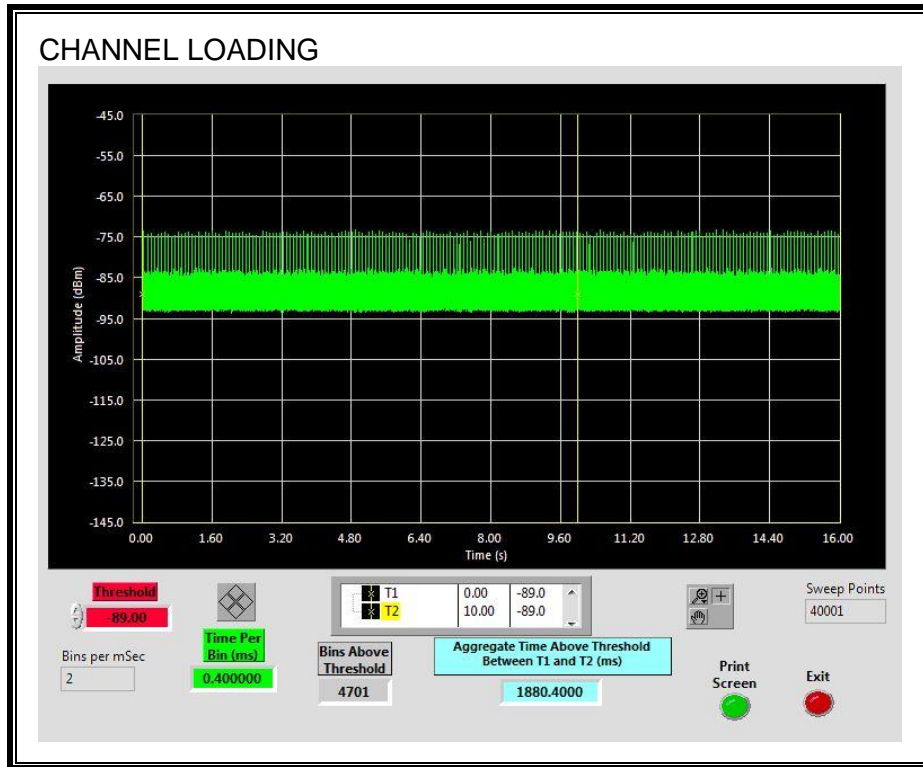 CHANNEL LOADING
-45.0
-55.0
-65.0
-75.0
-85.0
-95.0
-105.0
-115.0
-125.0
-135.0
-145.0
Amplitude (dBm)
0.00 1.60 3.20 4.80 6.40 8.00 9.60 11.20 12.80 14.40 16.00
Time (s)
Threshold
-89.00
Bins per mSec
2
Time Per
Bin (ms)
0.400000
T1 0.00 -89.0
T2 10.00 -89.0
Bins Above
Threshold
4701
Aggregate Time Above Threshold
Between T1 and T2 (ms)
1880.4000
Sweep Points
40001
Print
Screen
Exit